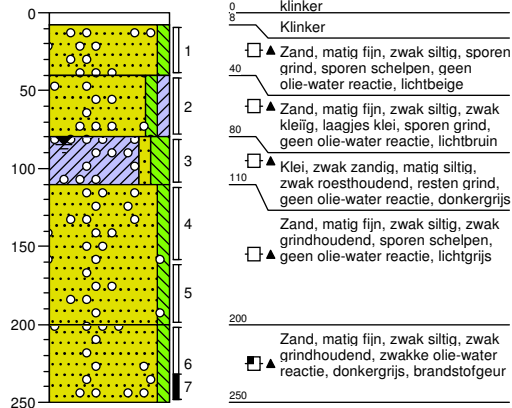 0
50
100
150
200
250
1
2
3
4
5
6
7
0
klinker
8
Klinker
Zand, matig fijn, zwak siltig, sporen
grind, sporen schelpen, geen
olie-water reactie, lichtbeige
40
Zand, matig fijn, zwak siltig, zwak
kleiïg, laagjes klei, sporen grind,
geen olie-water reactie, lichtbruin
80
Klei, zwak zandig, matig siltig,
zwak roesthoudend, resten grind,
geen olie-water reactie, donkergrijs
110
Zand, matig fijn, zwak siltig, zwak
grindhoudend, sporen schelpen,
geen olie-water reactie, lichtgrijs
200
Zand, matig fijn, zwak siltig, zwak
grindhoudend, zwakke olie-water
reactie, donkergrijs, brandstofgeur
250